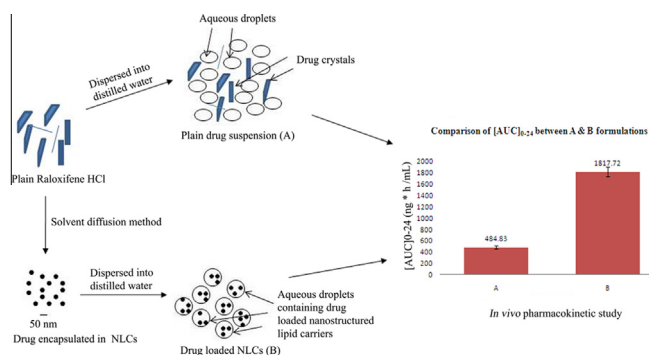 Aqueous droplets
Dispersed into
distilled water
Drug crystals
Plain drug suspension (A)
Plain Raloxifene HCl
Solvent diffusion method
Dispersed into
distilled water
50 nm
Drug encapsulated in NLCs
Aqueous droplets
containing drug
loaded nanostructured
lipid carriers
Drug loaded NLCs (B)
Comparison of [AUC]0-24 between A & B formulations
[AUC]0-24 (ng * h /mL)
2000
1800
1600
1400
1200
1000
800
600
400
200
0
484.83
1817.72
A
B
In vivo pharmacokinetic study